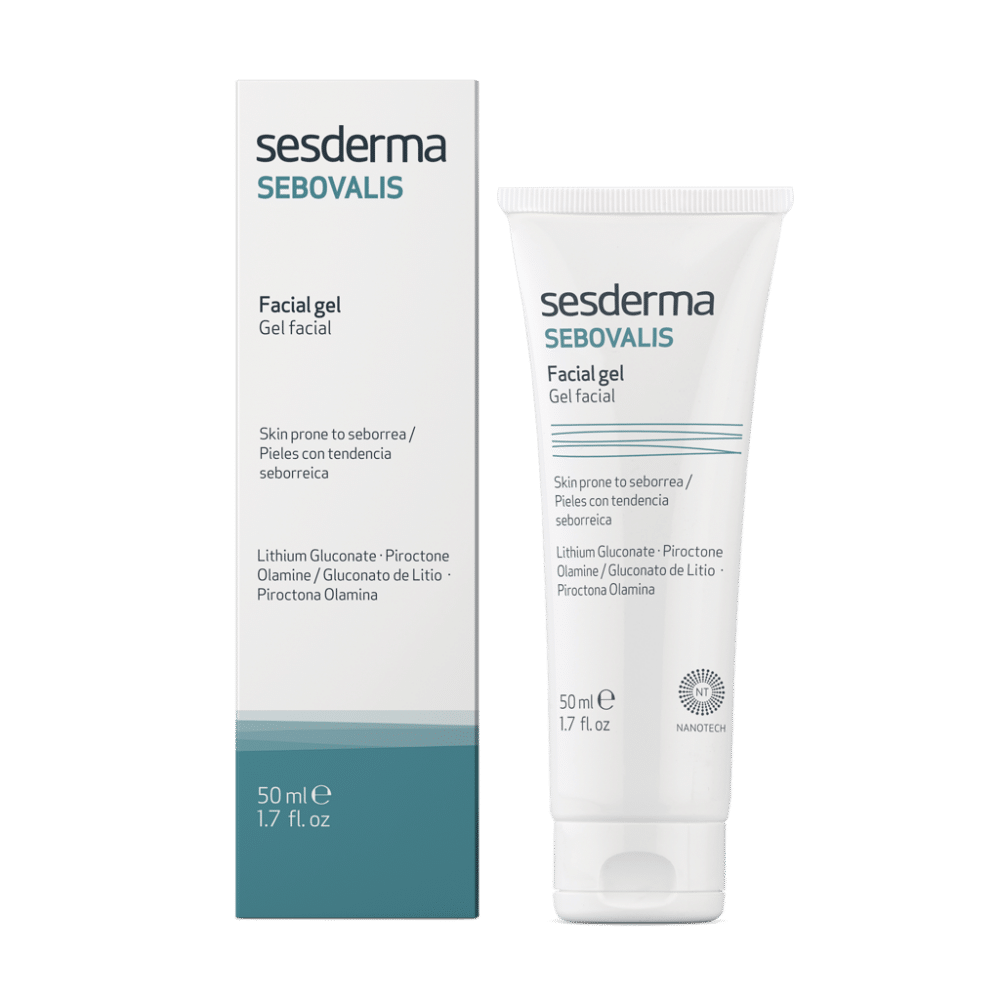 sesderma
SEBOVALIS
Facial gel
Gel facial
Skin prone to seborrea /
Pieles con tendencia
seborreica
Lithium Gluconate · Piroctone
Olamine / Gluconato de Litio ·
Piroctona Olamina
50 ml ℮
1.7 fl. oz
sesderma
SEBOVALIS
Facial gel
Gel facial
Skin prone to seborrea /
Pieles con tendencia
seborreica
Lithium Gluconate · Piroctone
Olamine / Gluconato de Litio ·
Piroctona Olamina
50 ml ℮
1.7 fl. oz
NT
NANOTECH